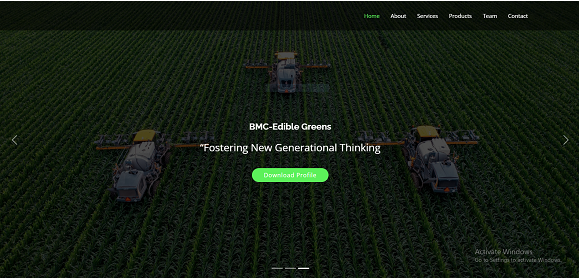 Home About Services Products Team Contact
BMC-Edible Greens
"Fostering New Generational Thinking
Download Profile
Activate Windows
Go to Settings to activate Windows.